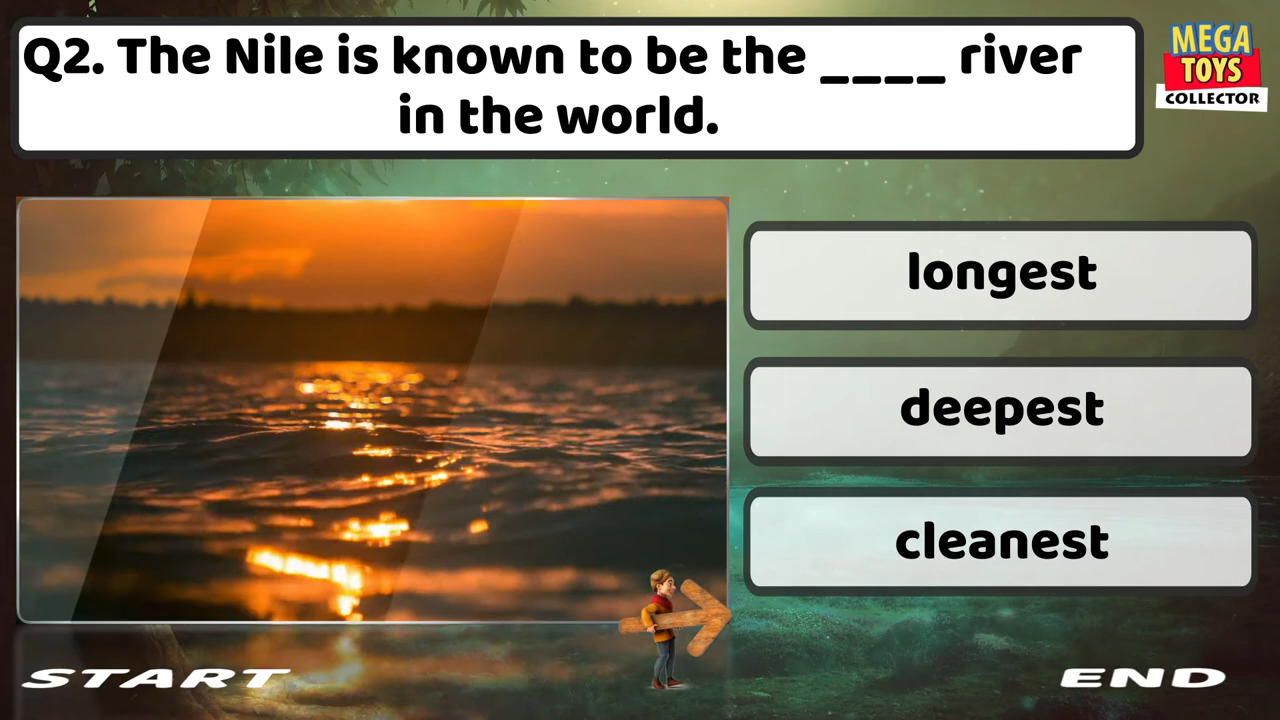 Q2. The Nile is known to be the ____ river
in the world.
MEGA
TOYS
COLLECTOR
longest
deepest
cleanest
START
END